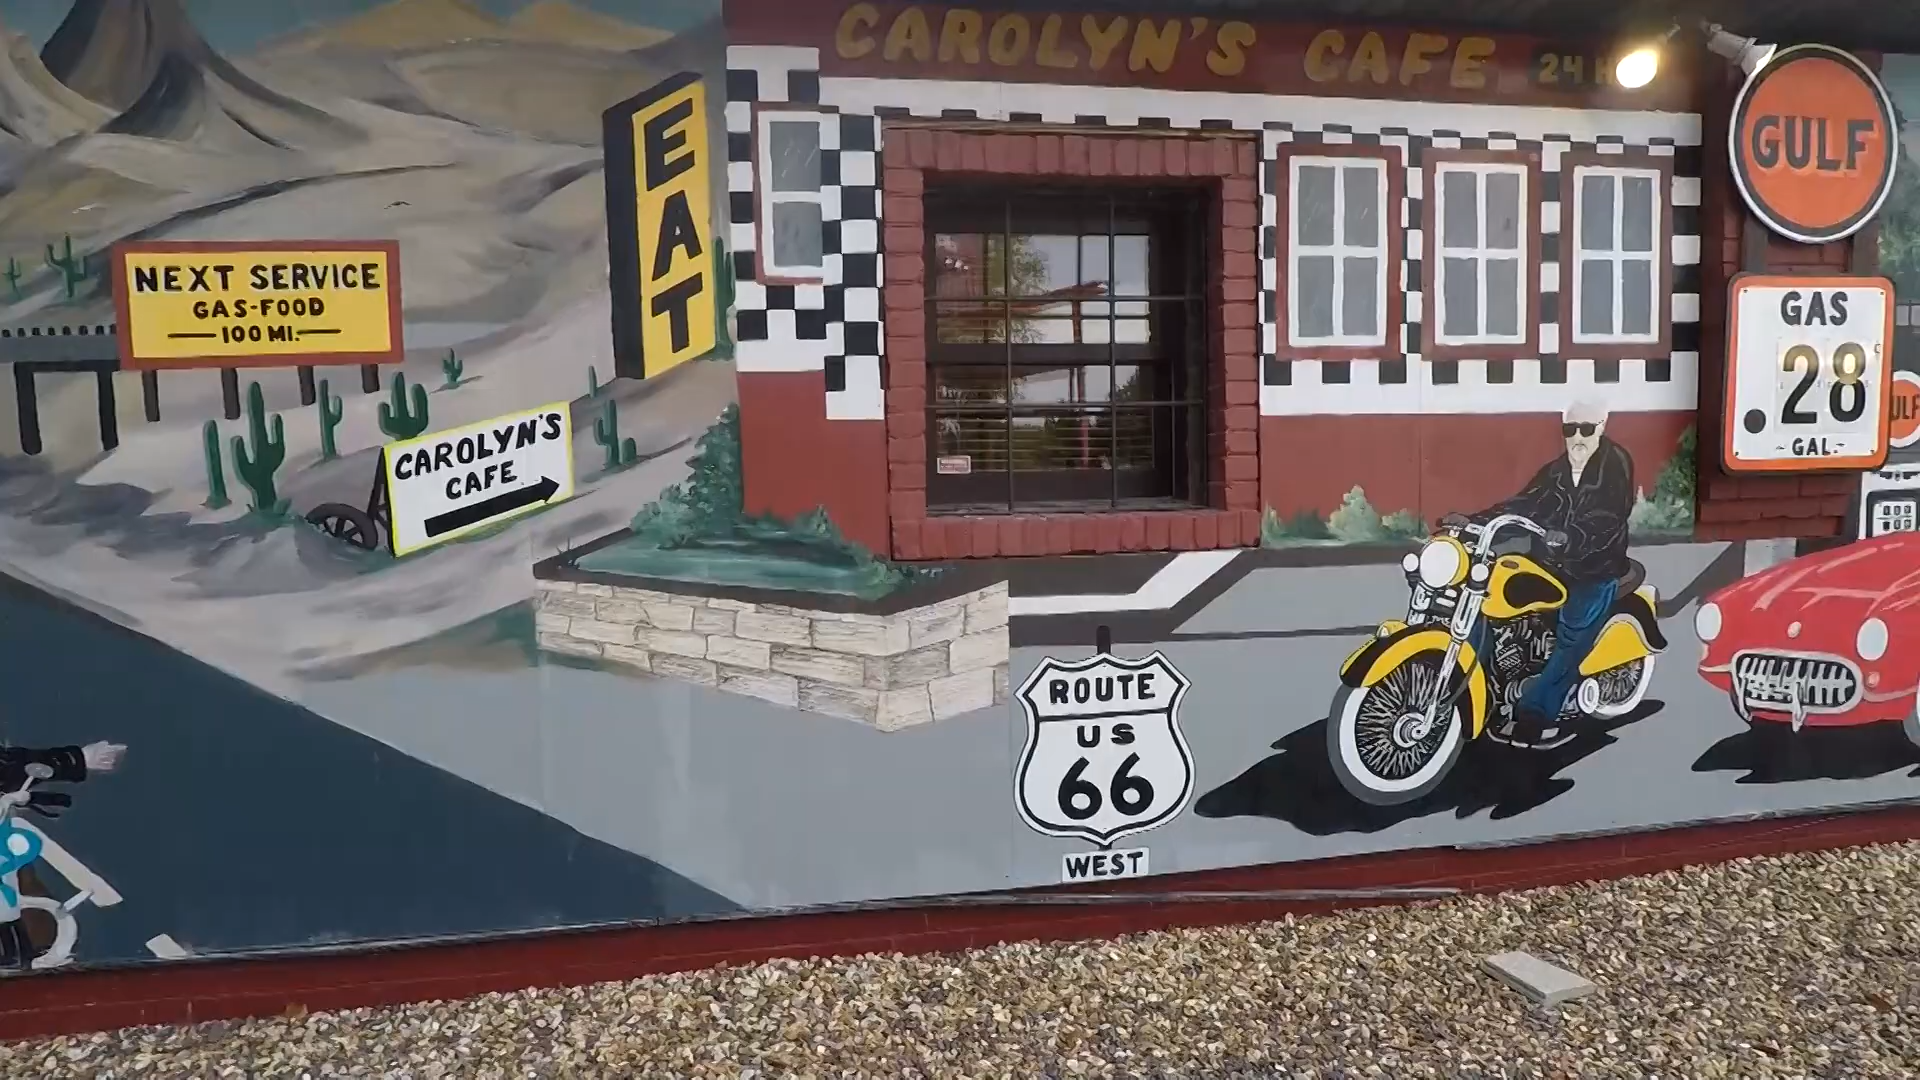 CAROLYN'S CAFE 24
EAT
GULF
NEXT SERVICE
GAS-FOOD
100 MI.
GAS
.28
GAL.
CAROLYN'S
CAFE
ROUTE
US
66
WEST